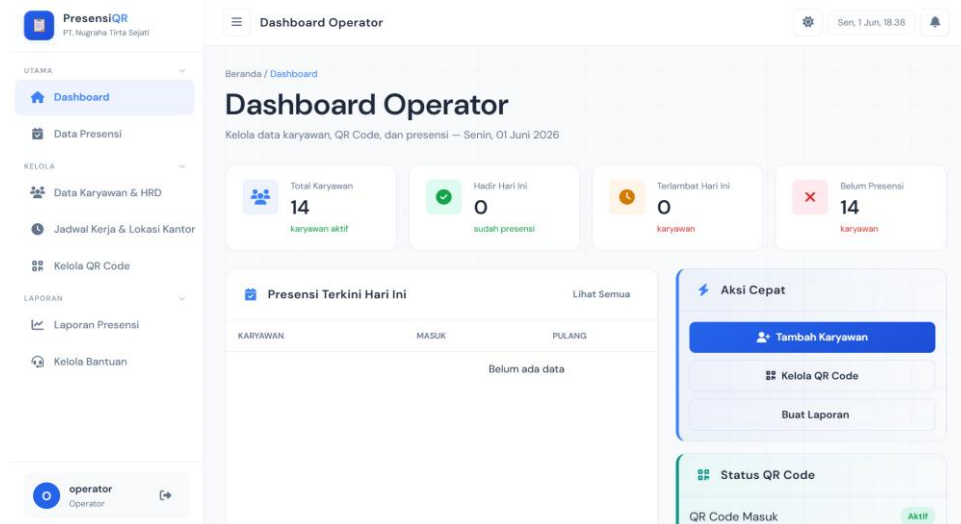 PresensiQR
PT. Nugraha Tirta Sejati
UTAMA
Dashboard
Data Presensi
KELOLA
Data Karyawan & HRD
Jadwal Kerja & Lokasi Kantor
Kelola QR Code
LAPORAN
Laporan Presensi
Kelola Bantuan
O
operator
Operator
Dashboard Operator
Sen, 1 Jun, 18.38
Beranda / Dashboard
Dashboard Operator
Kelola data karyawan, QR Code, dan presensi — Senin, 01 Juni 2026
Total Karyawan
14
karyawan aktif
Hadir Hari Ini
0
sudah presensi
Terlambat Hari Ini
0
karyawan
Belum Presensi
14
karyawan
Presensi Terkini Hari Ini
Lihat Semua
KARYAWAN MASUK PULANG
Belum ada data
Aksi Cepat
Tambah Karyawan
Kelola QR Code
Buat Laporan
Status QR Code
QR Code Masuk
Aktif